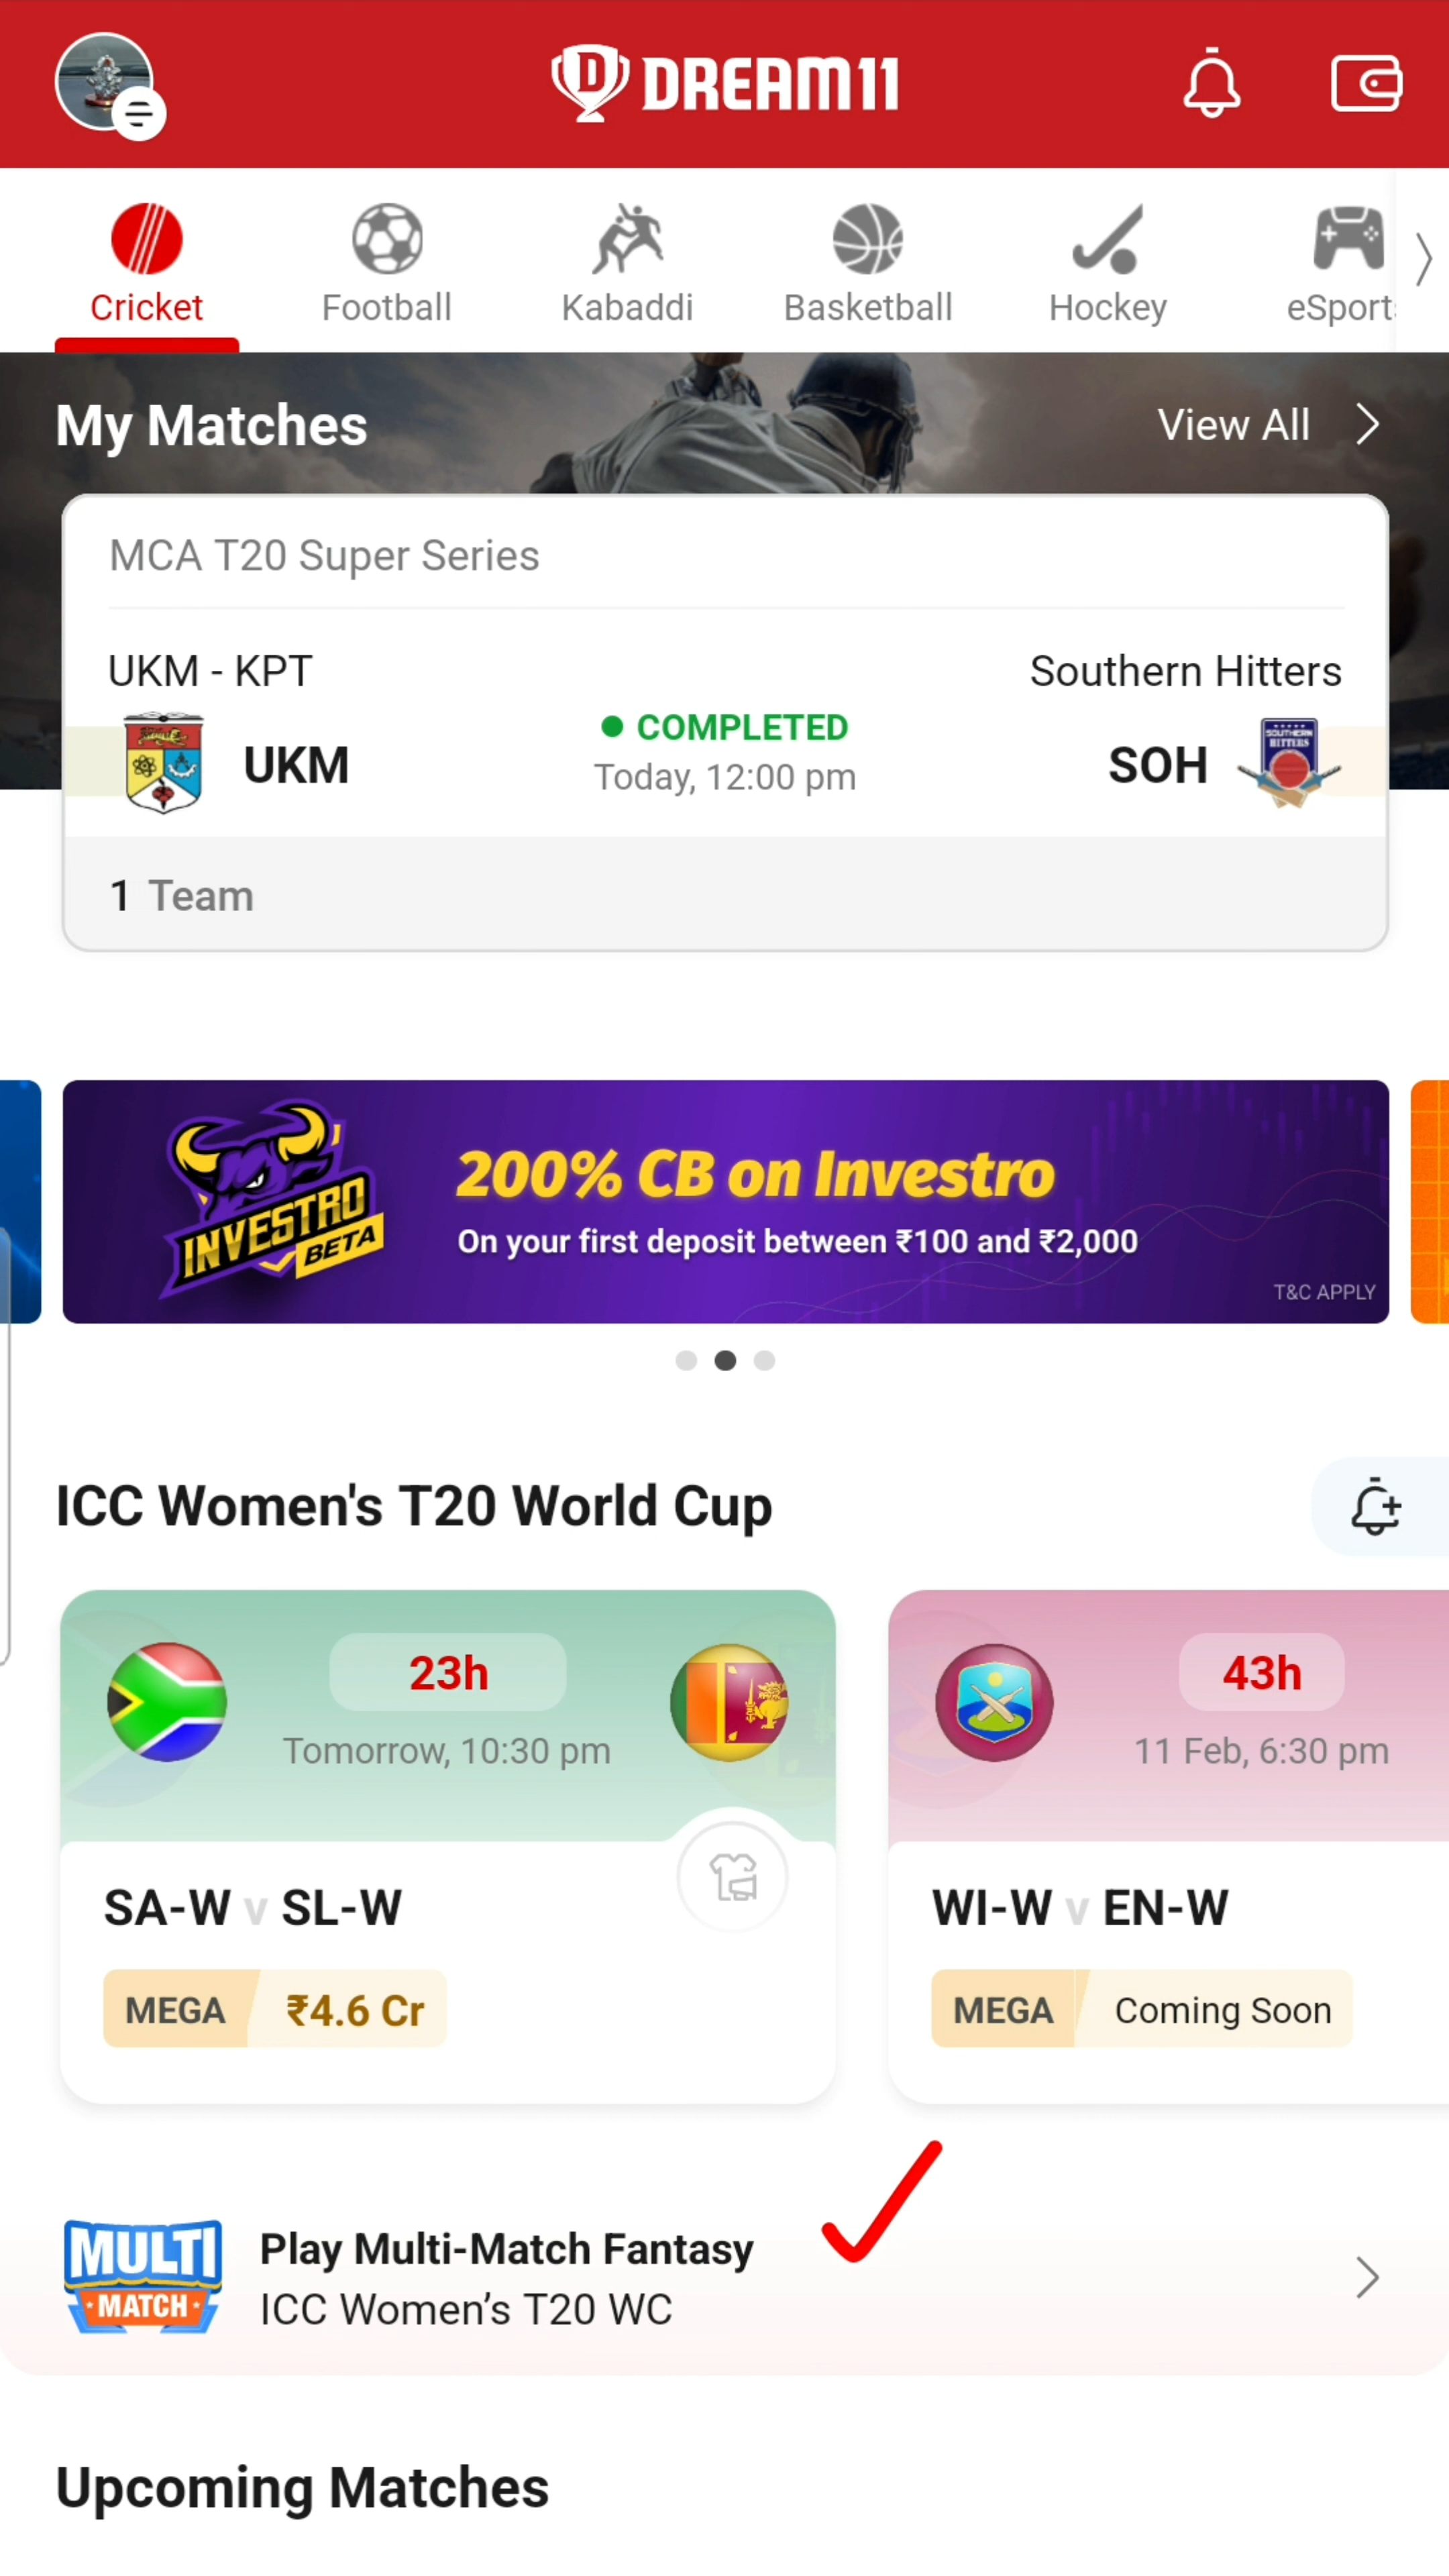 DREAM11
Cricket
Football
Kabaddi
Basketball
Hockey
eSport
My Matches
View All
MCA T20 Super Series
UKM - KPT
Southern Hitters
UKM
COMPLETED
Today, 12:00 pm
SOH
SOUTHERN
HITTERS
1 Team
INVESTRO
BETA
200% CB on Investro
On your first deposit between ₹100 and ₹2,000
T&C APPLY
ICC Women's T20 World Cup
23h
Tomorrow, 10:30 pm
43h
11 Feb, 6:30 pm
SA-W v SL-W
WI-W v EN-W
MEGA ₹4.6 Cr
MEGA Coming Soon
MULTI
MATCH
Play Multi-Match Fantasy
ICC Women’s T20 WC
Upcoming Matches